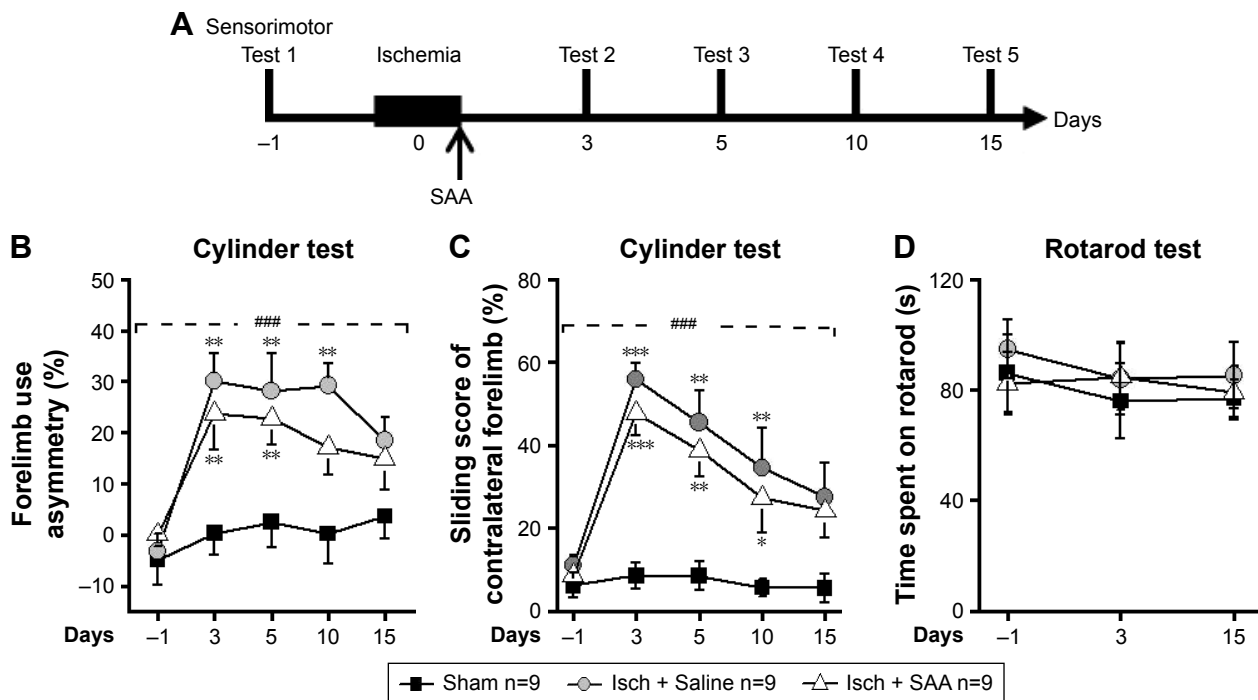 A Sensorimotor
Test 1 Ischemia Test 2 Test 3 Test 4 Test 5
Days
–1 0 3 5 10 15
SAA
B Cylinder test
Forelimb use
asymmetry (%)
50
40
30
20
10
0
–10
###
** ** **
** **
Days –1 3 5 10 15
C Cylinder test
Sliding score of
contralateral forelimb (%)
80
60
40
20
0
###
*** ** **
*** ** *
Days –1 3 5 10 15
D Rotarod test
Time spent on rotarod (s)
120
80
40
0
Days –1 3 15
Sham n=9 Isch + Saline n=9 Isch + SAA n=9